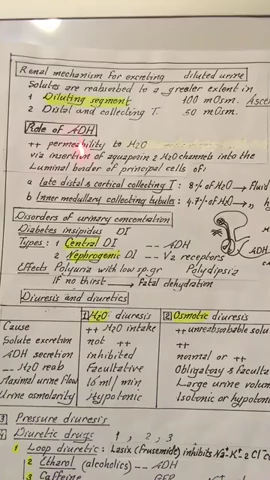 Renal mechanism for excreting diluted urine
Solutes are reabsorbed to a greater extent in
1 Diluting segment 100 mOsm.
2 Distal and collecting T. 50 mOsm.
Role of ADH
++ permeability to H2O
via insertion of aquaporin 2 H2O channels into the
Luminal border of principal cells of:
a late distal & cortical collecting T: 8% of H2O → Fluid
b Inner medullary collecting tubules: 4.7% of H2O →
Disorders of urinary concentration
Diabetes insipidus DI
Types: 1 Central DI -- ADH
2 Nephrogenic DI -- V2 receptors
Effects Polyuria with low sp.gr Polydipsia
If no thirst → Fatal dehydration
Diuresis and diuretics
1 H2O diuresis 2 Osmotic diuresis
Cause ++ H2O intake ++ unreabsorbable solu
Solute excretion not ++ ++
ADH secretion inhibited normal or ++
-- H2O reab Facultative Obligatory & Faculta
Maximal urine Flow 16 ml/min Large urine volum
Urine osmolarity Hypotonic Isotonic or hypoton
3 Pressure diuresis
4 Diuretic drugs 1, 2, 3
1 Loop diuretic: Lasix (frusemide) inhibits Na+ K+ 2 Cl- c
2 Ethanol (alcoholics) -- ADH
3 Caffeine GFR